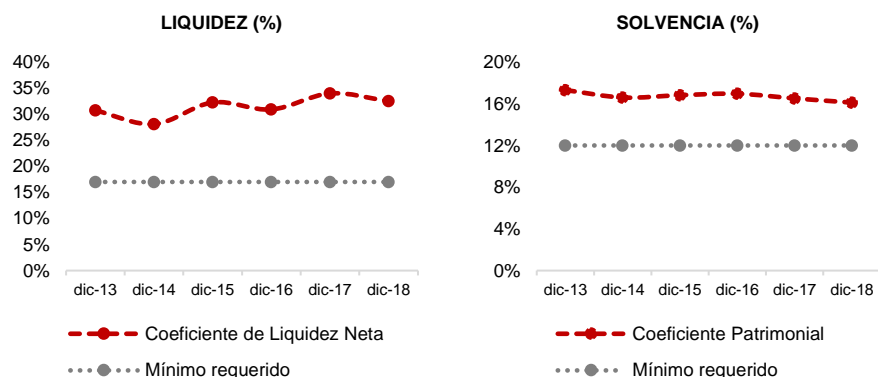 LIQUIDEZ (%)
40%
35%
30%
25%
20%
15%
10%
5%
0%
dic-13 dic-14 dic-15 dic-16 dic-17 dic-18
Coeficiente de Liquidez Neta
Mínimo requerido
SOLVENCIA (%)
20%
16%
12%
8%
4%
0%
dic-13 dic-14 dic-15 dic-16 dic-17 dic-18
Coeficiente Patrimonial
Mínimo requerido